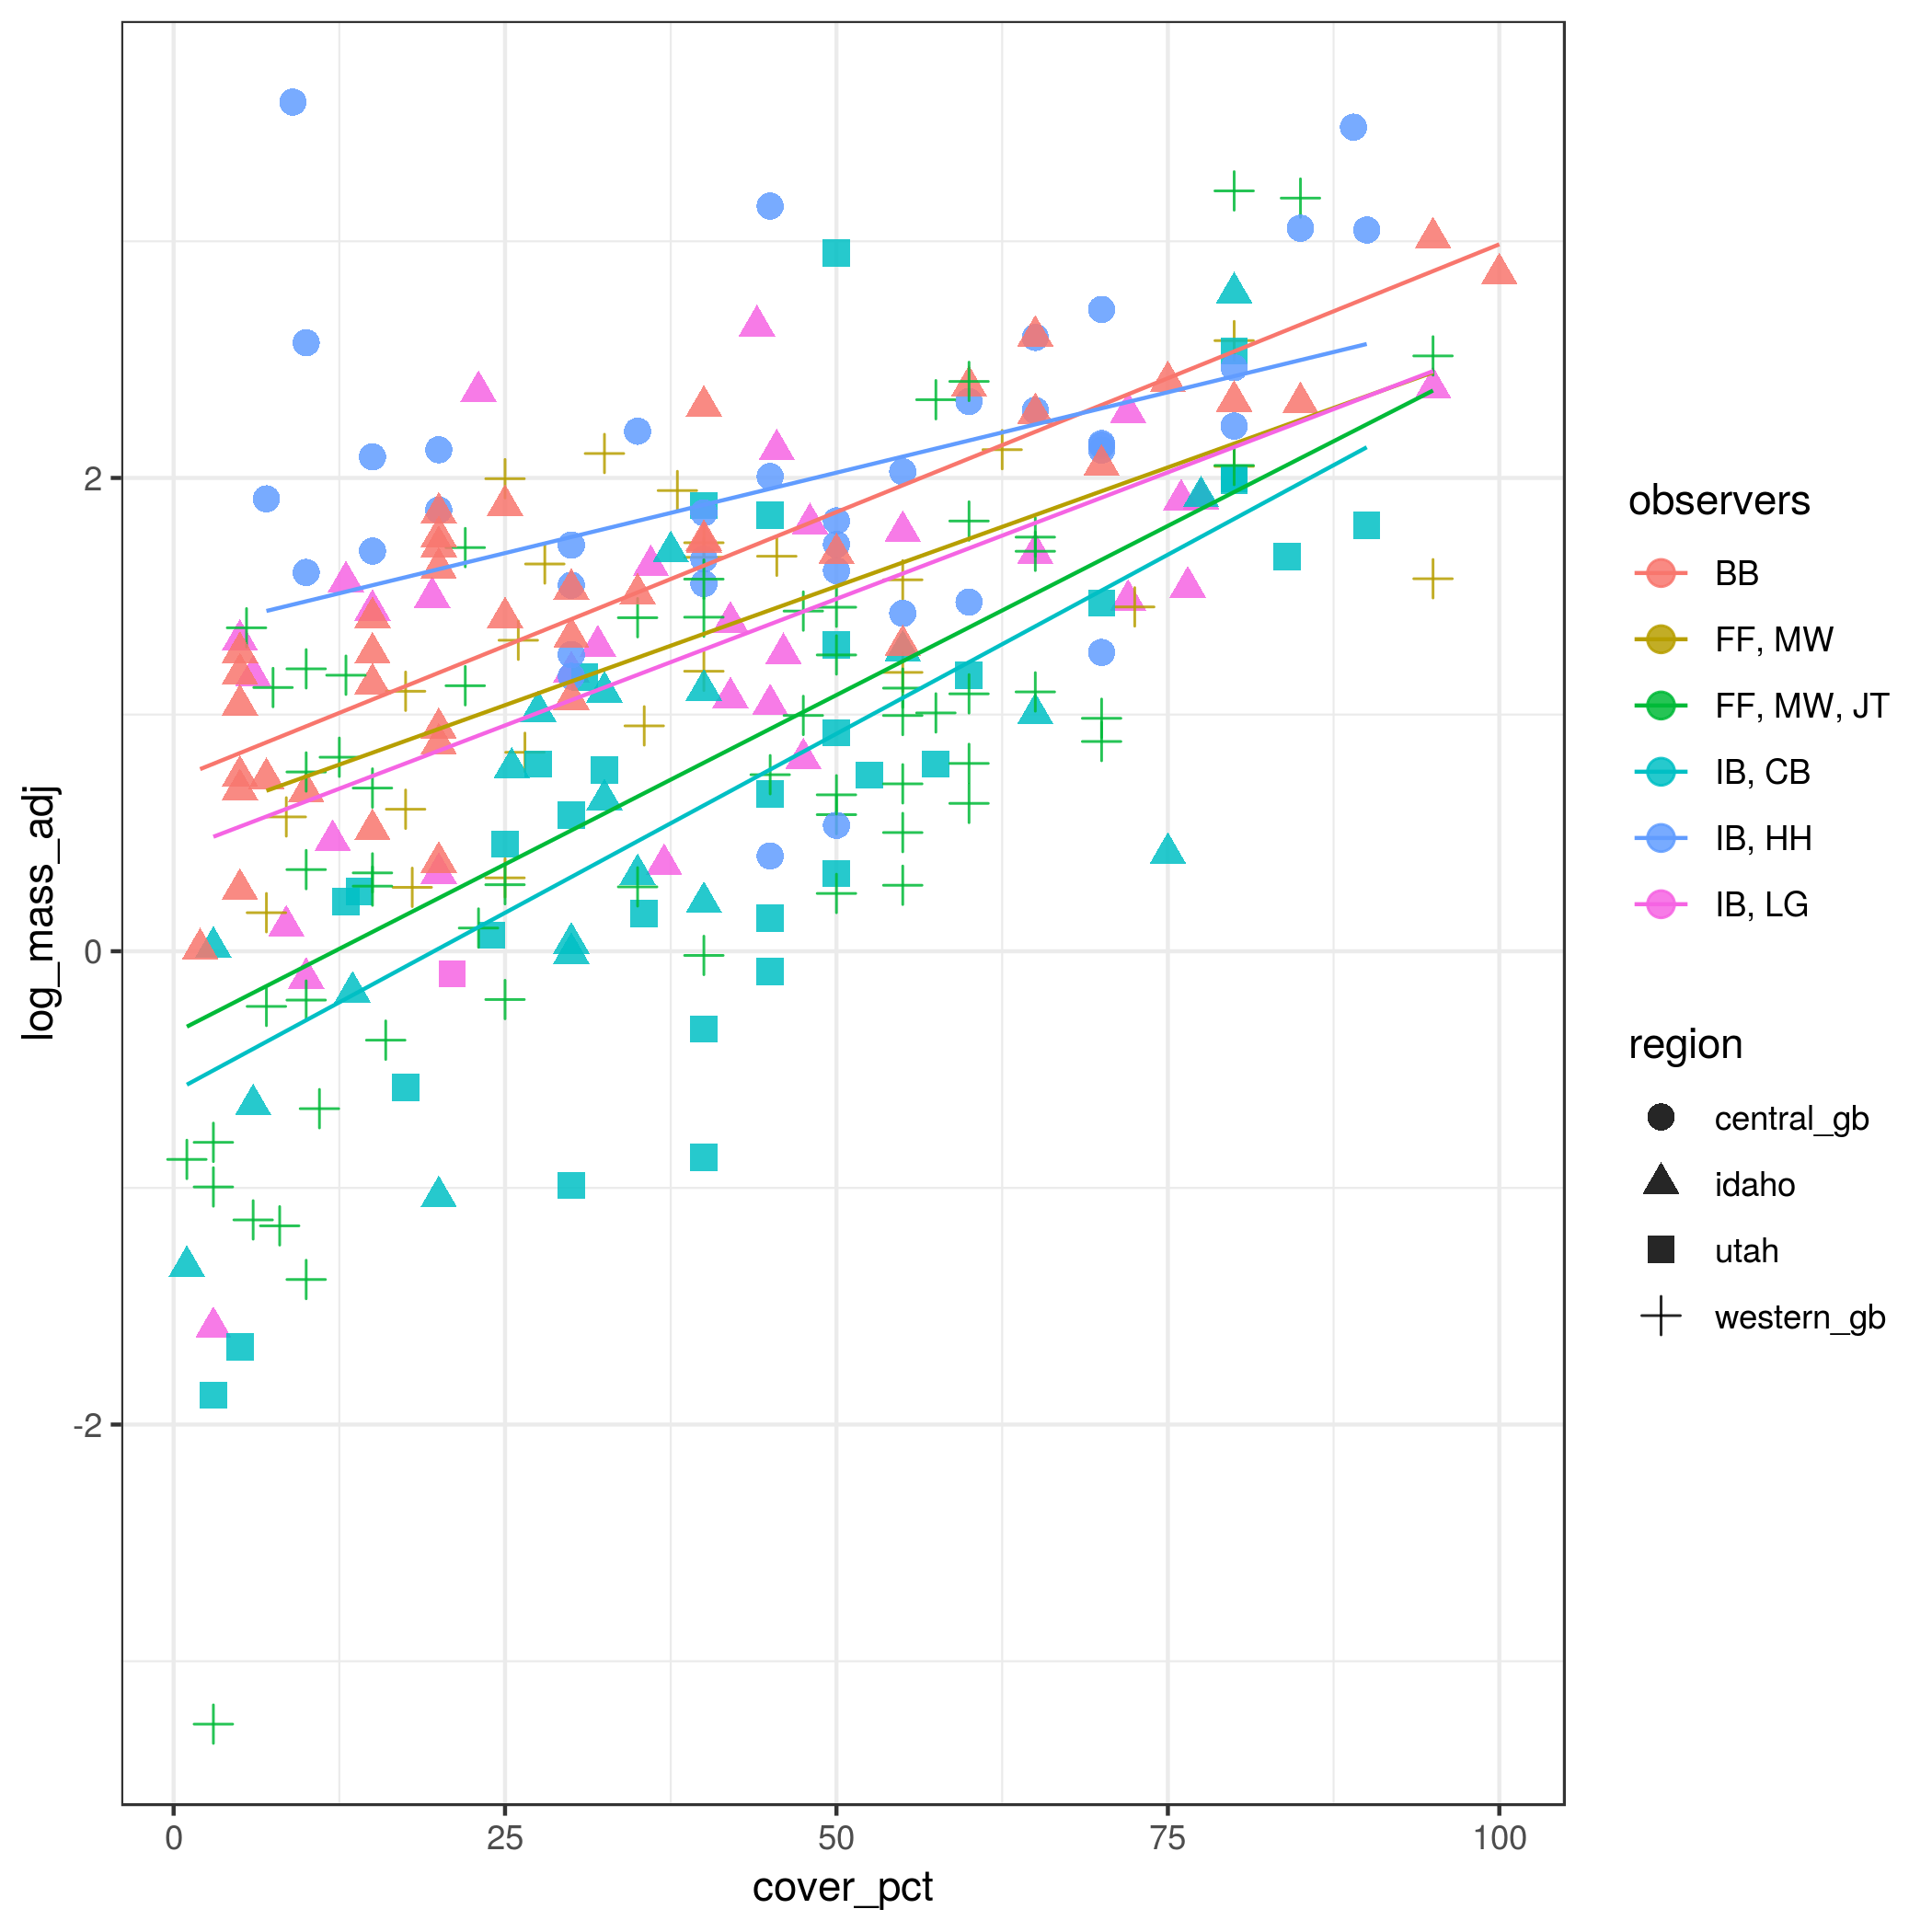 log_mass_adj
2
0
-2
0 25 50 75 100
cover_pct
observers
BB
FF, MW
FF, MW, JT
IB, CB
IB, HH
IB, LG
region
central_gb
idaho
utah
western_gb